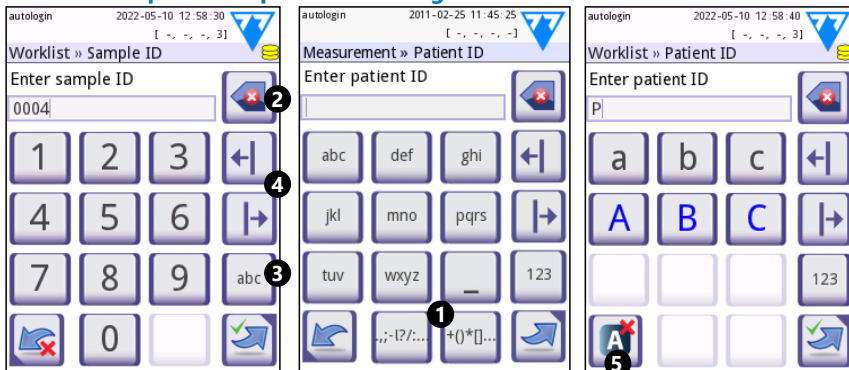 autologin 2022-05-10 12:58:30
[ -, -, -, 3]
Worklist » Sample ID
Enter sample ID
0004
2
1 2 3
4
4 5 6
7 8 9 abc
3
0
autologin 2011-02-25 11:45:25
[ -, -, -, -]
Measurement » Patient ID
Enter patient ID
abc def ghi
jkl mno pqrs
tuv wxyz _ 123
1
.,;-!?/:... +()*[]...
autologin 2022-05-10 12:58:40
[ -, -, -, 3]
Worklist » Patient ID
Enter patient ID
P
a b c
A B C
123
A
5